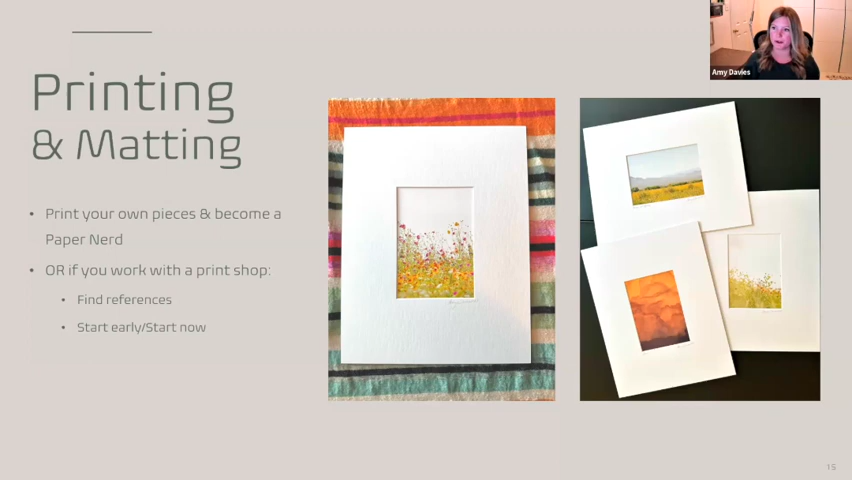 Amy Davies
Printing
& Matting
• Print your own pieces & become a
Paper Nerd
• OR if you work with a print shop:
• Find references
• Start early/Start now
15